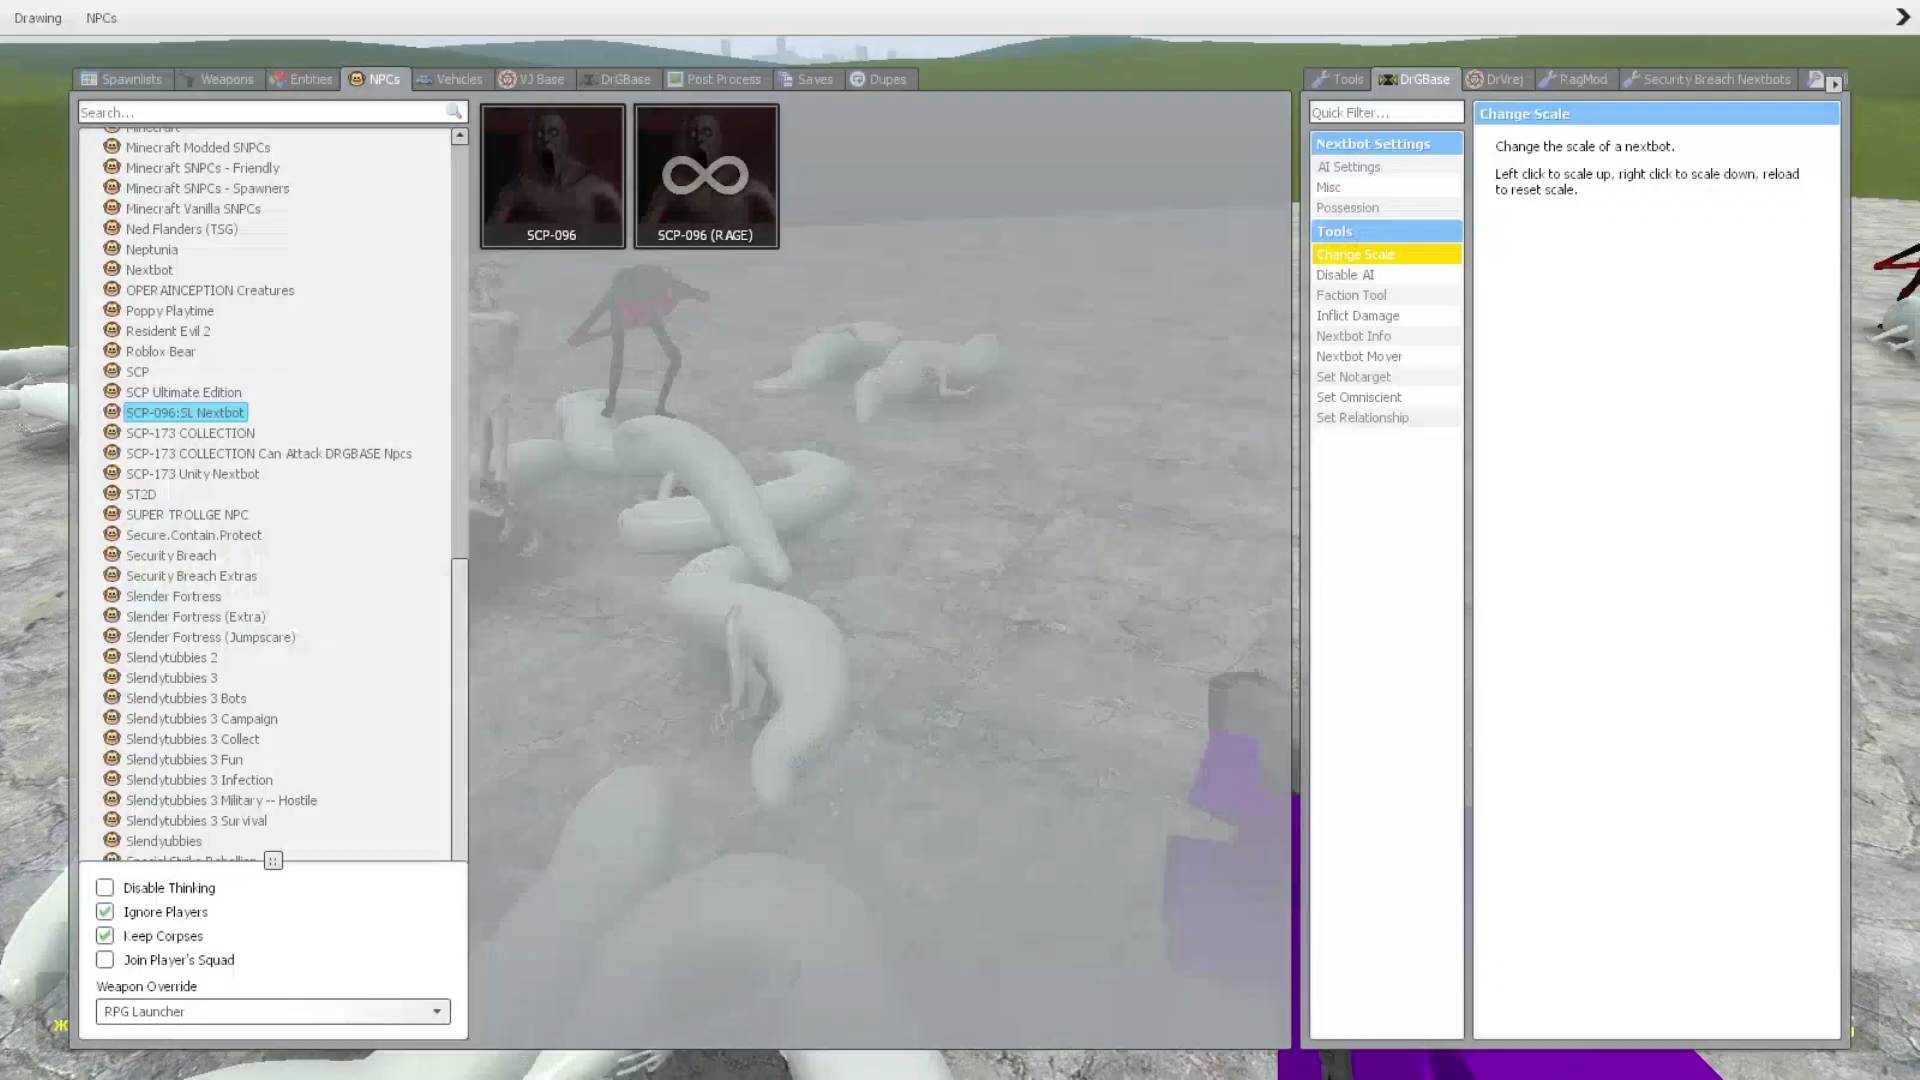 Drawing NPCs
Spawnlists Weapons Entities NPCs Vehicles VJ Base DrGBase Post Process Saves Dupes
Tools DrGBase DrVrej RagMod Security Breach Nextbots
Search...
Minecraft
Minecraft Modded SNPCs
Minecraft SNPCs - Friendly
Minecraft SNPCs - Spawners
Minecraft Vanilla SNPCs
Ned Flanders (TSG)
Neptunia
Nextbot
OPERAINCEPTION Creatures
Poppy Playtime
Resident Evil 2
Roblox Bear
SCP
SCP Ultimate Edition
SCP-096:SL Nextbot
SCP-173 COLLECTION
SCP-173 COLLECTION Can Attack DRGBASE Npcs
SCP-173 Unity Nextbot
ST2D
SUPER TROLLGE NPC
Secure.Contain.Protect
Security Breach
Security Breach Extras
Slender Fortress
Slender Fortress (Extra)
Slender Fortress (Jumpscare)
Slendytubbies 2
Slendytubbies 3
Slendytubbies 3 Bots
Slendytubbies 3 Campaign
Slendytubbies 3 Collect
Slendytubbies 3 Fun
Slendytubbies 3 Infection
Slendytubbies 3 Military -- Hostile
Slendytubbies 3 Survival
Slendyubbies
Special Strike Rebellion
Disable Thinking
Ignore Players
Keep Corpses
Join Player's Squad
Weapon Override
RPG Launcher
Ж
SCP-096
SCP-096 (RAGE)
Quick Filter...
Nextbot Settings
AI Settings
Misc
Possession
Tools
Change Scale
Disable AI
Faction Tool
Inflict Damage
Nextbot Info
Nextbot Mover
Set Notarget
Set Omniscient
Set Relationship
Change Scale
Change the scale of a nextbot.
Left click to scale up, right click to scale down, reload
to reset scale.